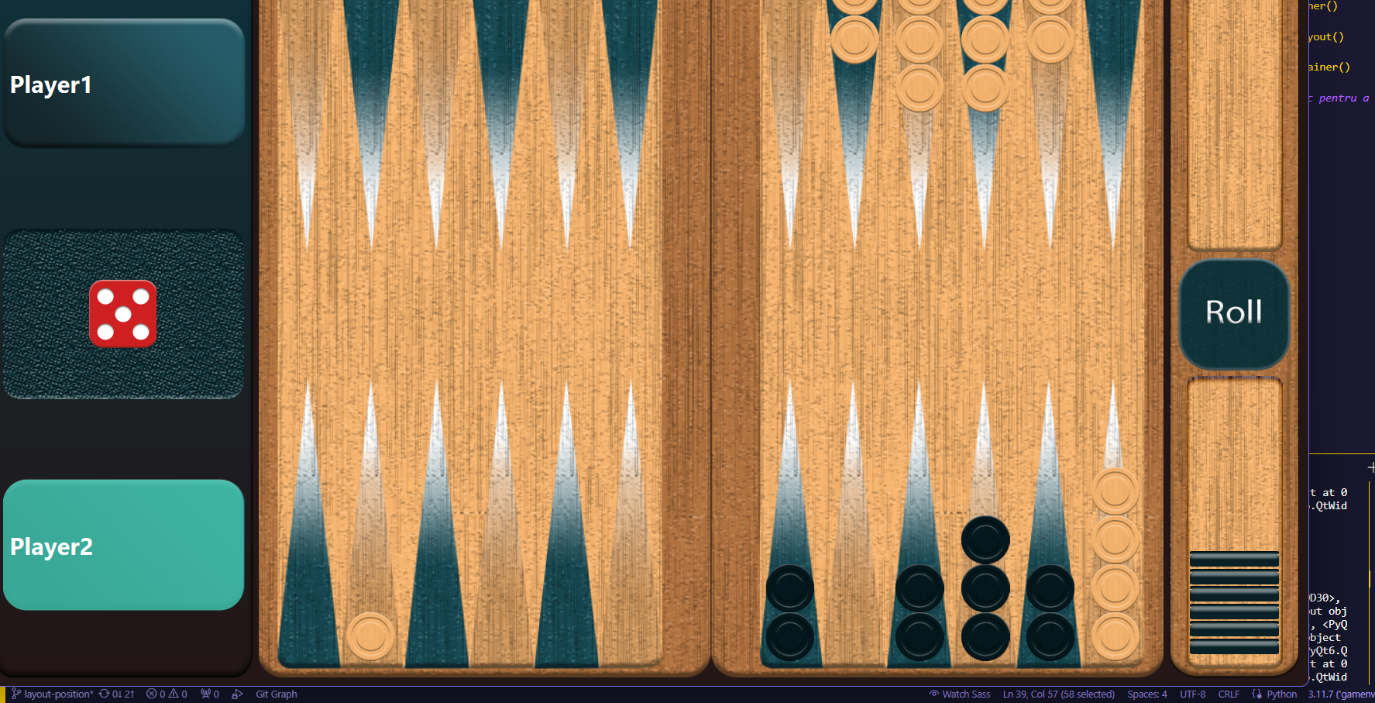 ner()
yout()
Player1
ainer()
c pentru a
Roll
Player2
t at 0
.QtWid
D30>,
out obj
, <PyQ
bject
yQt6.Q
t at 0
.QtWid
layout-position* 0↓ 2↑ 0 0 0 Git Graph Watch Sass Ln 39, Col 57 (58 selected) Spaces: 4 UTF-8 CRLF Python 3.11.7 ('gamenv